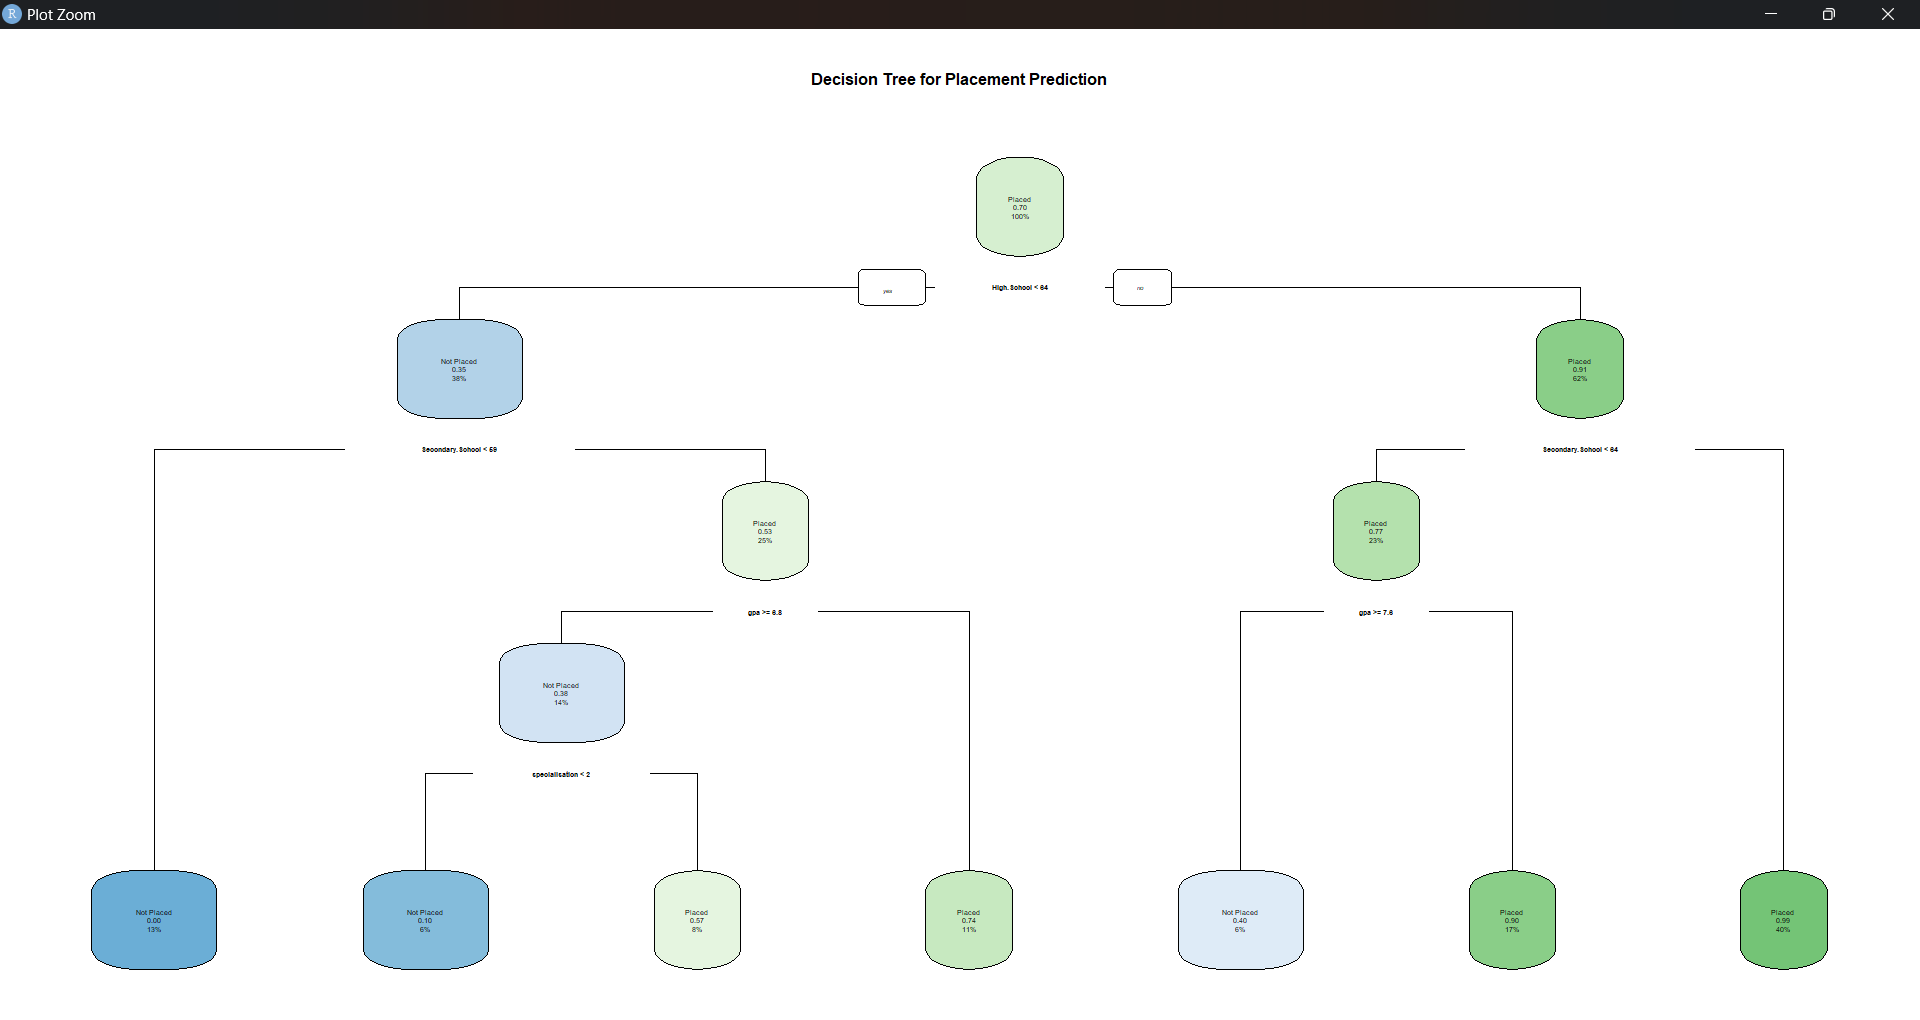 R Plot Zoom
Decision Tree for Placement Prediction
Placed
0.70
100%
yes
High.School < 64
no
Not Placed
0.35
38%
Placed
0.91
62%
Secondary.School < 59
Secondary.School < 64
Placed
0.53
25%
Placed
0.77
23%
gpa >= 6.8
gpa >= 7.6
Not Placed
0.38
14%
specialisation < 2
Not Placed
0.00
13%
Not Placed
0.10
6%
Placed
0.57
8%
Placed
0.74
11%
Not Placed
0.40
6%
Placed
0.90
17%
Placed
0.99
40%